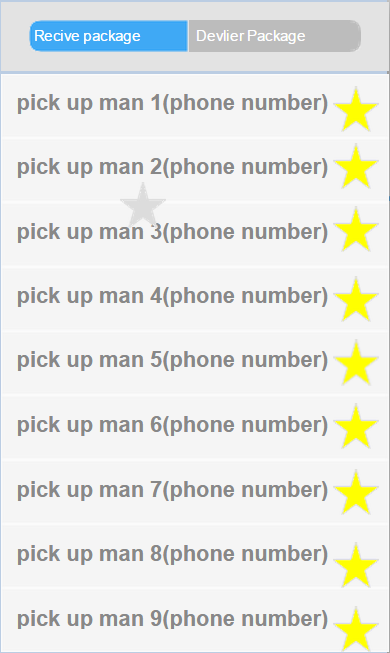 Recive package Devlier Package
pick up man 1(phone number)
pick up man 2(phone number)
pick up man 3(phone number)
pick up man 4(phone number)
pick up man 5(phone number)
pick up man 6(phone number)
pick up man 7(phone number)
pick up man 8(phone number)
pick up man 9(phone number)